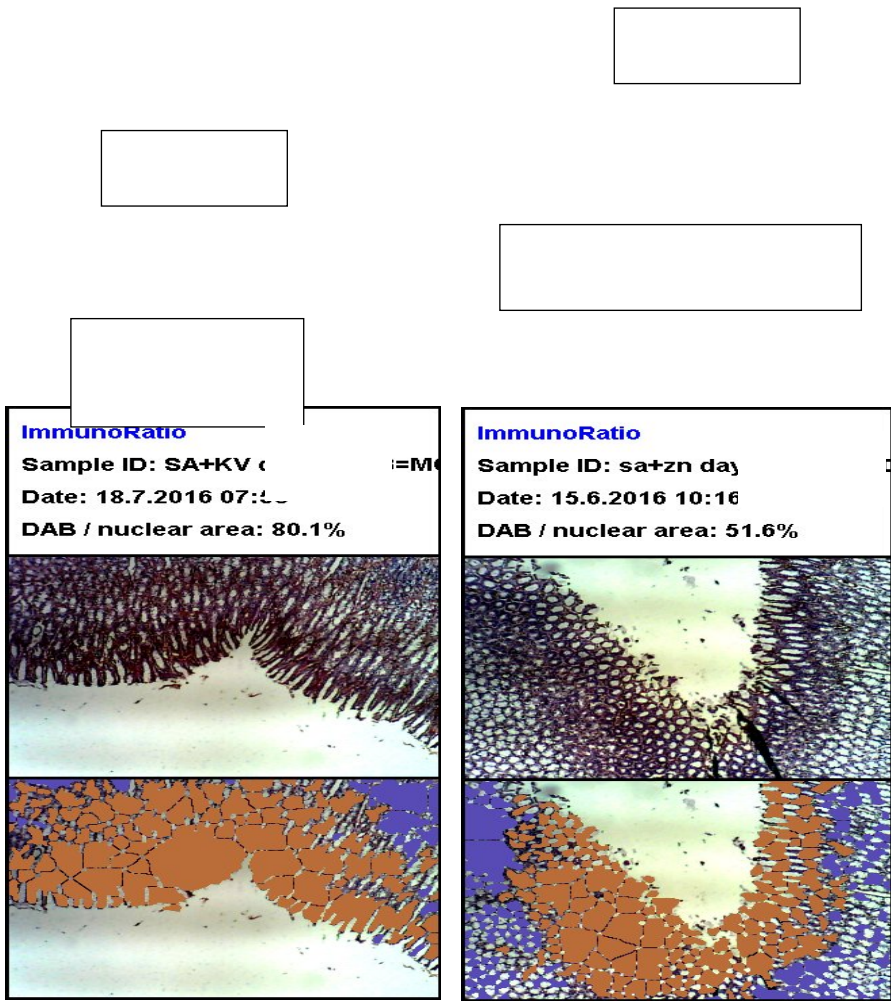 ImmunoRatio
Sample ID: SA+KV
Date: 18.7.2016
DAB / nuclear area: 80.1%
ImmunoRatio
Sample ID: sa+zn day
Date: 15.6.2016 10:16
DAB / nuclear area: 51.6%